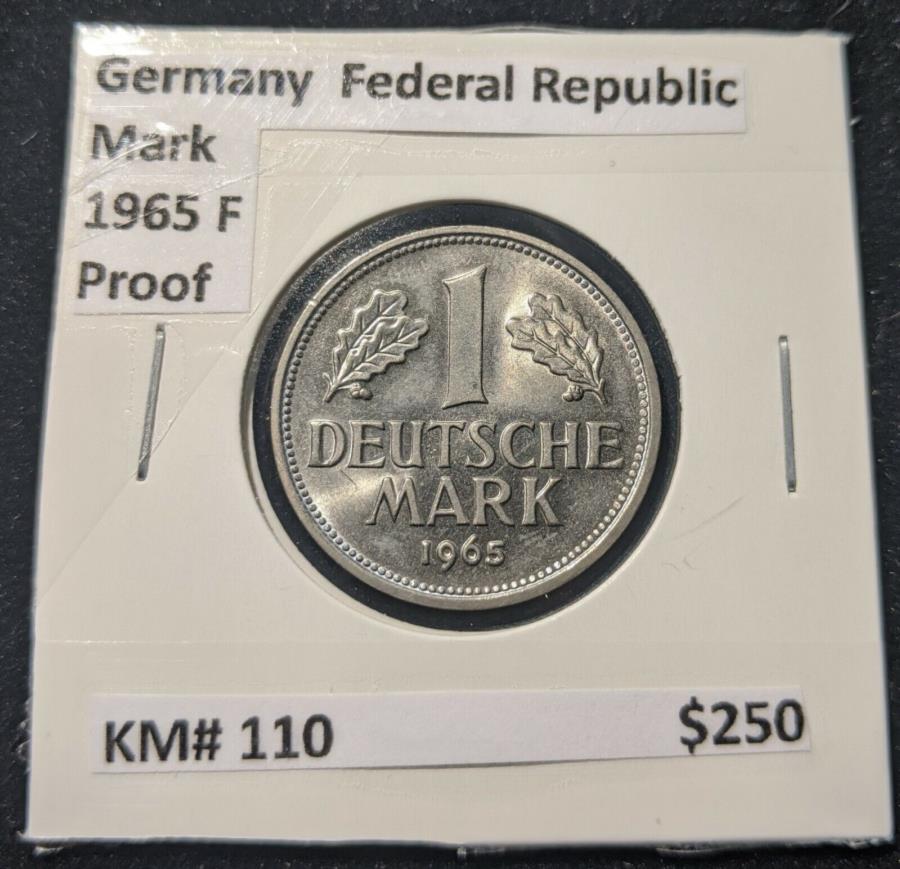 Germany Federal Republic
Mark
1965 F
Proof
1
DEUTSCHE
MARK
1965
KM# 110 $250